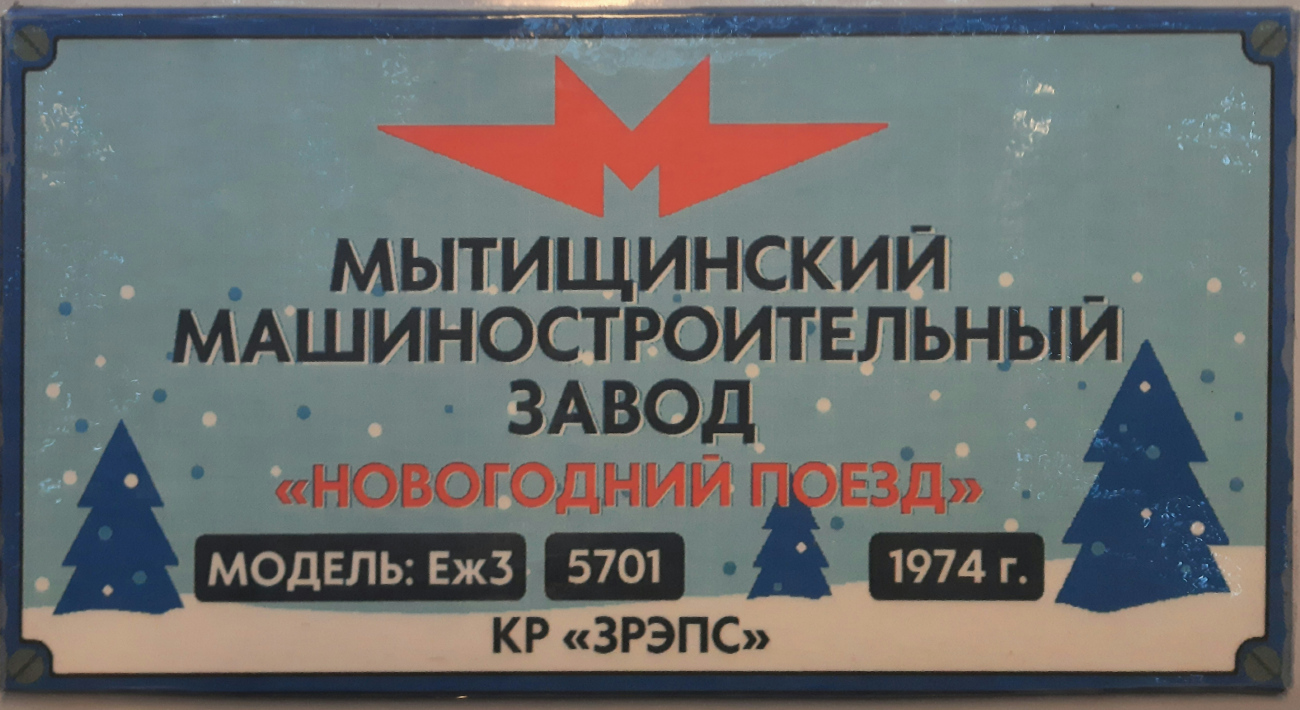 МЫТИЩИНСКИЙ
МАШИНОСТРОИТЕЛЬНЫЙ
ЗАВОД
«НОВОГОДНИЙ ПОЕЗД»
МОДЕЛЬ: Еж3 5701 1974 г.
КР «ЗРЭПС»